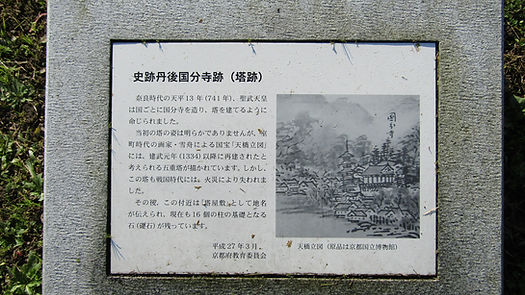 史跡丹後国分寺跡（塔跡）
奈良時代の天平13年(741年)、聖武天皇
は国ごとに国分寺を造り、塔を建てるように
命じられました。
当初の塔の姿は明らかでありませんが、室
町時代の画家・雪舟による国宝「天橋立図」
には、建武元年(1334)以降に再建されたと
考えられる五重塔が描かれています。しかし、
この塔も戦国時代には、火災により失われま
した。
その後、この付近は「塔屋敷」として地名
が伝えられ、現在も16個の柱の基礎となる
石(礎石)が残っています。
平成27年3月
京都府教育委員会
国分寺
天橋立図（原品は京都国立博物館）